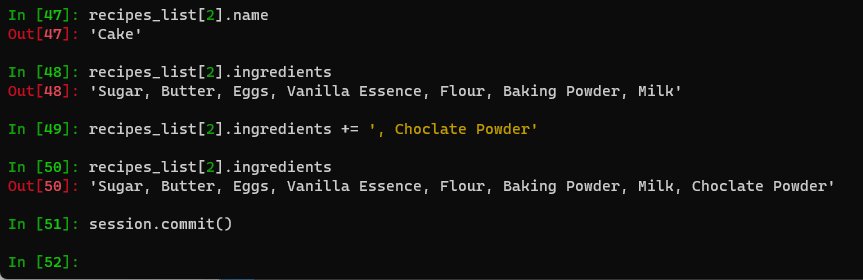 In [47]: recipes_list[2].name
Out[47]: 'Cake'
In [48]: recipes_list[2].ingredients
Out[48]: 'Sugar, Butter, Eggs, Vanilla Essence, Flour, Baking Powder, Milk'
In [49]: recipes_list[2].ingredients += ', Choclate Powder'
In [50]: recipes_list[2].ingredients
Out[50]: 'Sugar, Butter, Eggs, Vanilla Essence, Flour, Baking Powder, Milk, Choclate Powder'
In [51]: session.commit()
In [52]: